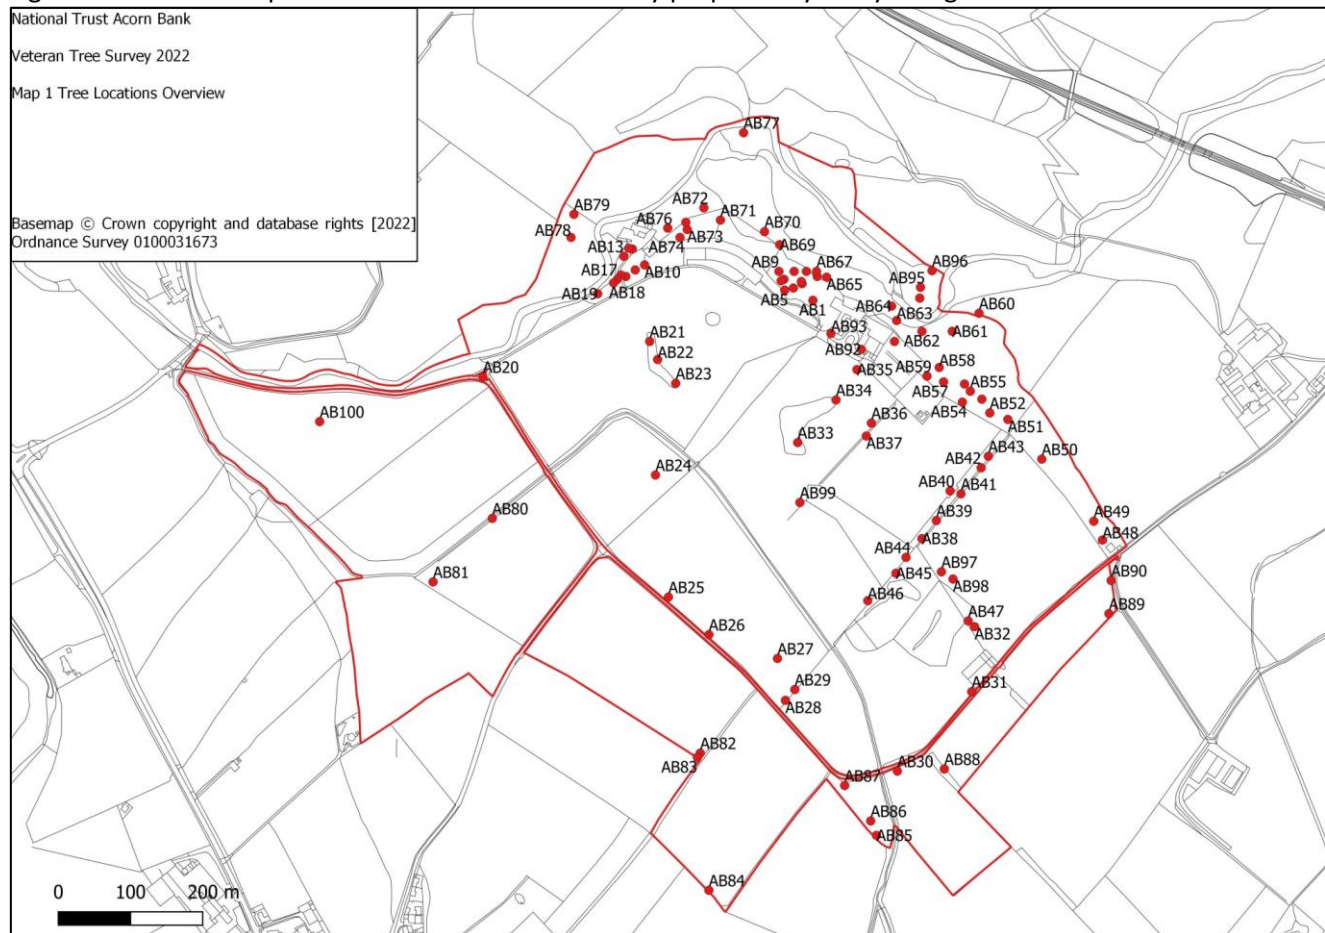 National Trust Acorn Bank
Veteran Tree Survey 2022
Map 1 Tree Locations Overview
Basemap © Crown copyright and database rights [2022]
Ordnance Survey 0100031673
AB77
AB72
AB79
AB76
AB71
AB70
AB78
AB73
AB13
AB74
AB69
AB17
AB10
AB9
AB67
AB96
AB65
AB95
AB19
AB18
AB5
AB1
AB64
AB60
AB63
AB21
AB93
AB62
AB61
AB22
AB92
AB35
AB59
AB58
AB20
AB23
AB57
AB55
AB34
AB54
AB52
AB100
AB36
AB51
AB33
AB37
AB43
AB50
AB24
AB42
AB40
AB41
AB99
AB80
AB39
AB49
AB38
AB48
AB44
AB45
AB97
AB81
AB98
AB90
AB25
AB46
AB47
AB89
AB26
AB32
AB27
AB29
AB31
AB28
AB82
AB83
AB30
AB88
AB87
AB86
AB85
AB84
0 100 200 m